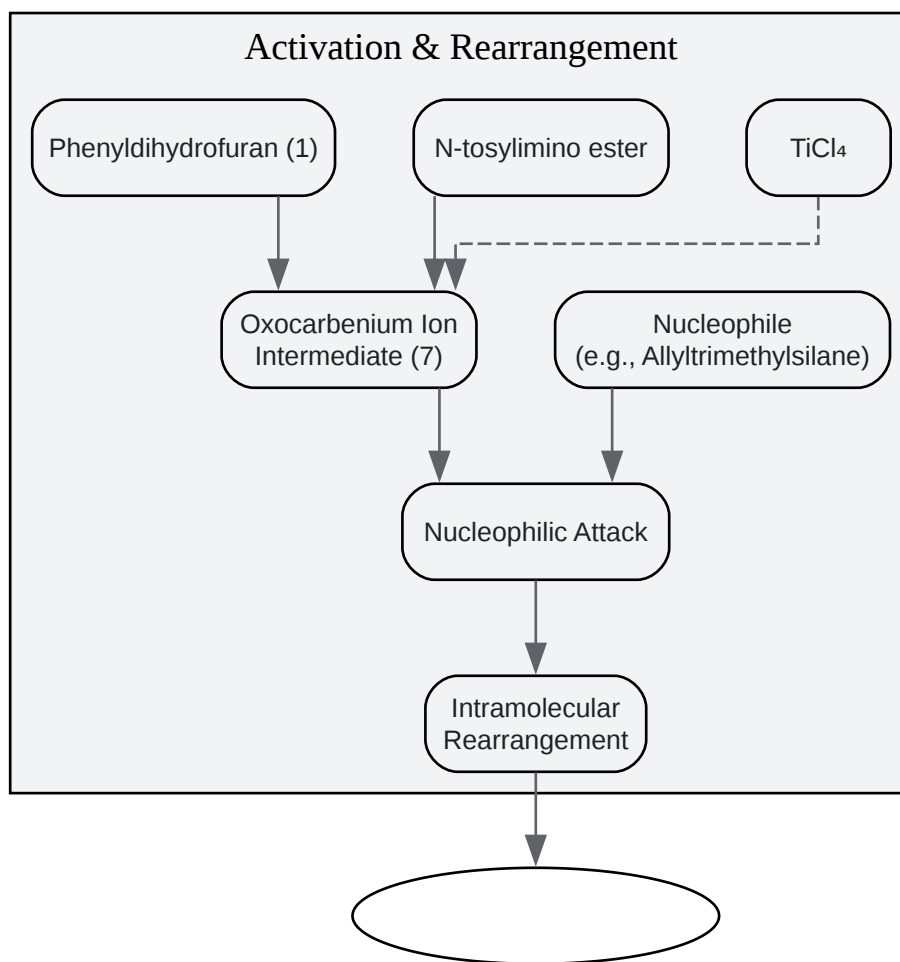 Activation & Rearrangement
Phenyldihydrofuran (1)
N-tosylimino ester
TiCl₄
Oxocarbenium Ion
Intermediate (7)
Nucleophile
(e.g., Allyltrimethylsilane)
Nucleophilic Attack
Intramolecular
Rearrangement